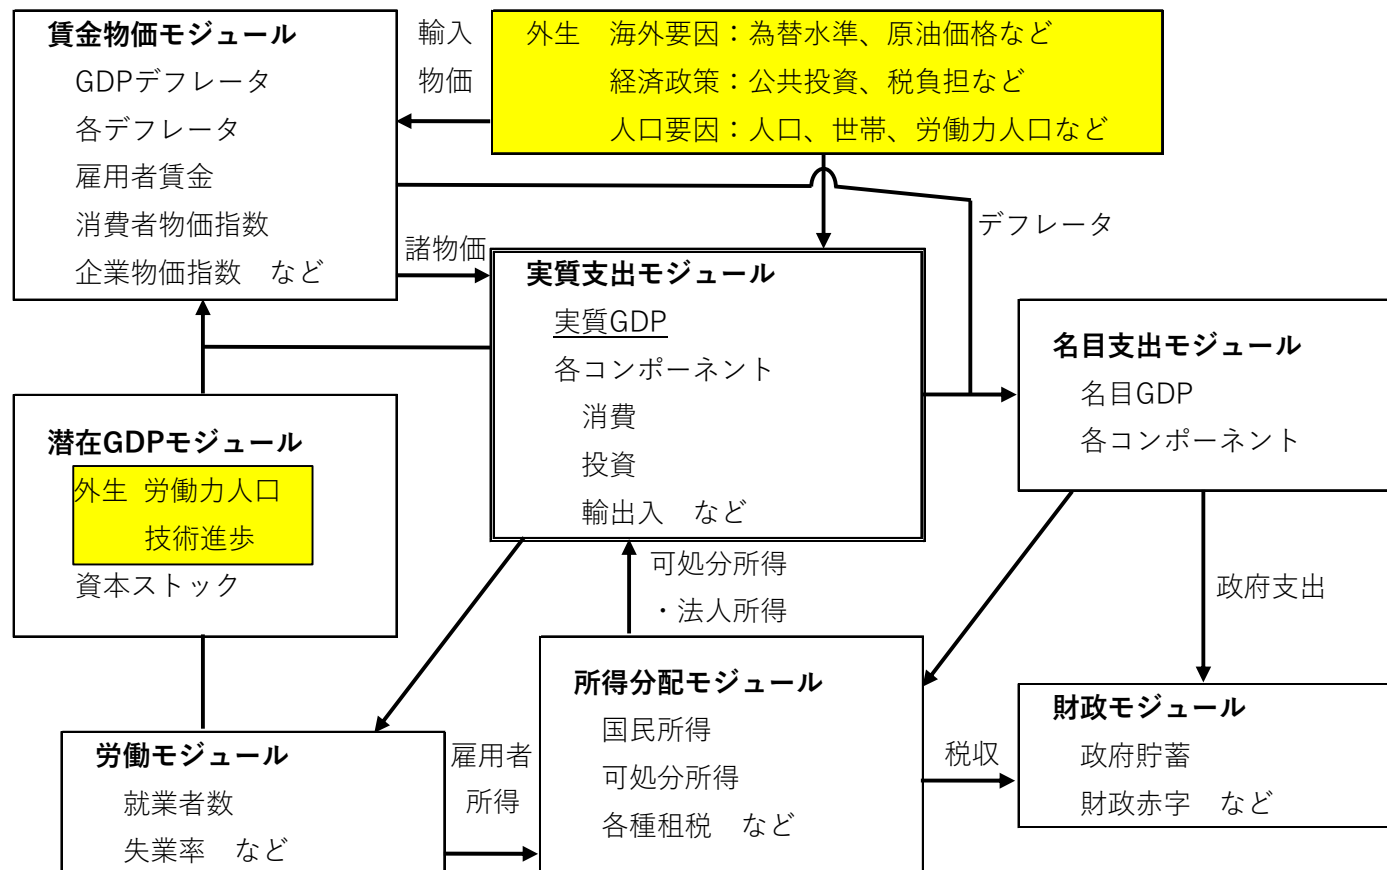 賃金物価モジュール
GDPデフレータ
各デフレータ
雇用者賃金
消費者物価指数
企業物価指数　など
輸入
物価
外生　海外要因：為替水準、原油価格など
経済政策：公共投資、税負担など
人口要因：人口、世帯、労働力人口など
デフレータ
諸物価
実質支出モジュール
実質GDP
各コンポーネント
消費
投資
輸出入　など
名目支出モジュール
名目GDP
各コンポーネント
潜在GDPモジュール
外生 労働力人口
技術進歩
資本ストック
可処分所得
・法人所得
政府支出
所得分配モジュール
国民所得
可処分所得
各種租税　など
税収
財政モジュール
政府貯蓄
財政赤字　など
労働モジュール
就業者数
失業率　など
雇用者
所得